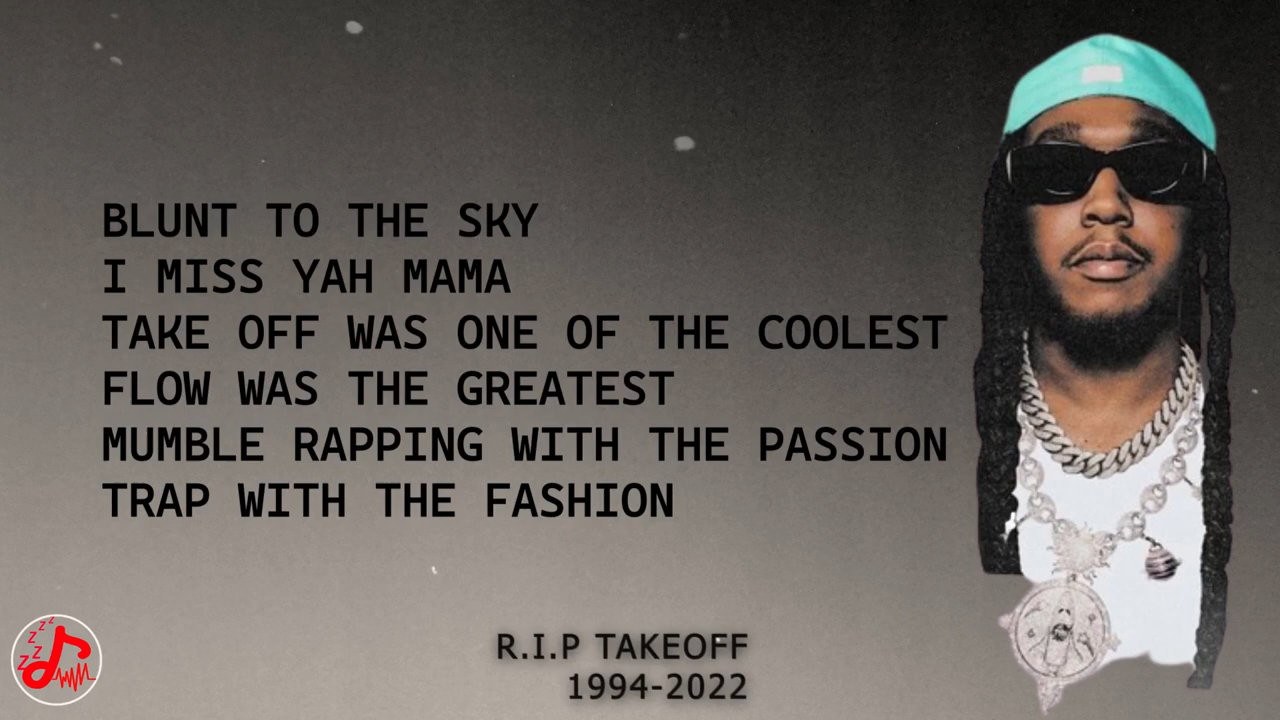 BLUNT TO THE SKY
I MISS YAH MAMA
TAKE OFF WAS ONE OF THE COOLEST
FLOW WAS THE GREATEST
MUMBLE RAPPING WITH THE PASSION
TRAP WITH THE FASHION
R.I.P TAKEOFF
1994-2022
z z z z z